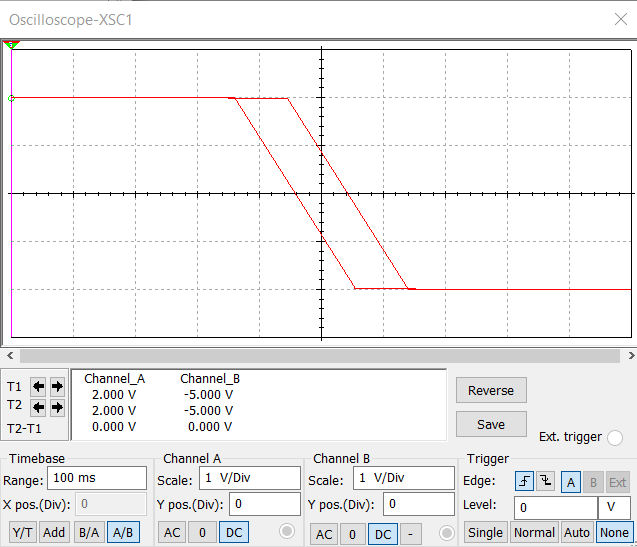 Oscilloscope-XSC1
Channel_A Channel_B
T1 2.000 V -5.000 V
T2 2.000 V -5.000 V
T2-T1 0.000 V 0.000 V
Reverse
Save
Ext. trigger
Timebase
Range: 100 ms
X pos.(Div): 0
Y/T Add B/A A/B
Channel A
Scale: 1 V/Div
Y pos.(Div): 0
AC 0 DC
Channel B
Scale: 1 V/Div
Y pos.(Div): 0
AC 0 DC -
Trigger
Edge: A B Ext
Level: 0 V
Single Normal Auto None